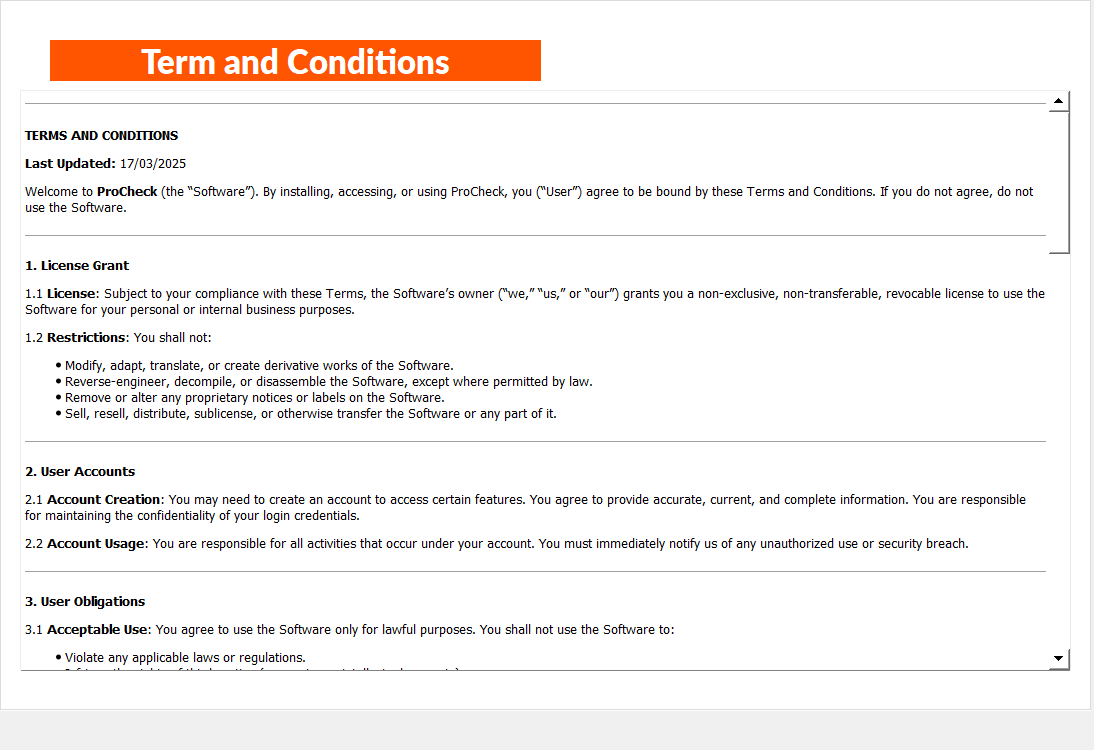 Term and Conditions
TERMS AND CONDITIONS
Last Updated: 17/03/2025
Welcome to ProCheck (the “Software”). By installing, accessing, or using ProCheck, you (“User”) agree to be bound by these Terms and Conditions. If you do not agree, do not
use the Software.
1. License Grant
1.1 License: Subject to your compliance with these Terms, the Software’s owner (“we,” “us,” or “our”) grants you a non-exclusive, non-transferable, revocable license to use the
Software for your personal or internal business purposes.
1.2 Restrictions: You shall not:
• Modify, adapt, translate, or create derivative works of the Software.
• Reverse-engineer, decompile, or disassemble the Software, except where permitted by law.
• Remove or alter any proprietary notices or labels on the Software.
• Sell, resell, distribute, sublicense, or otherwise transfer the Software or any part of it.
2. User Accounts
2.1 Account Creation: You may need to create an account to access certain features. You agree to provide accurate, current, and complete information. You are responsible
for maintaining the confidentiality of your login credentials.
2.2 Account Usage: You are responsible for all activities that occur under your account. You must immediately notify us of any unauthorized use or security breach.
3. User Obligations
3.1 Acceptable Use: You agree to use the Software only for lawful purposes. You shall not use the Software to:
• Violate any applicable laws or regulations.